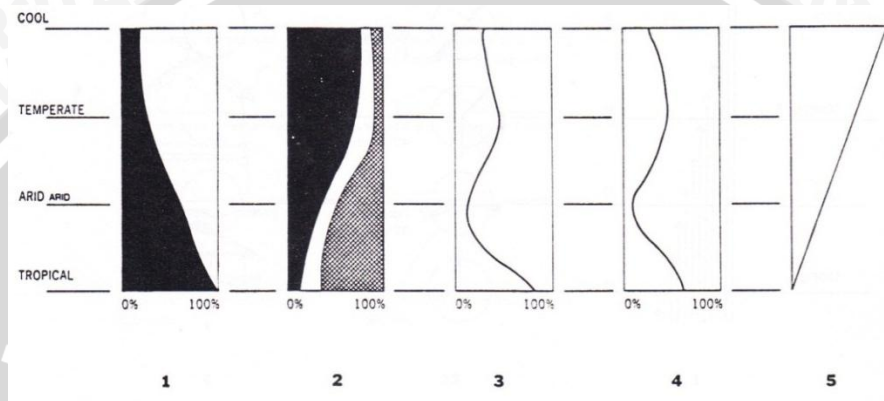 COOL
TEMPERATE
ARID ARID
TROPICAL
0% 100% 0% 100% 0% 100% 0% 100%
1 2 3 4 5